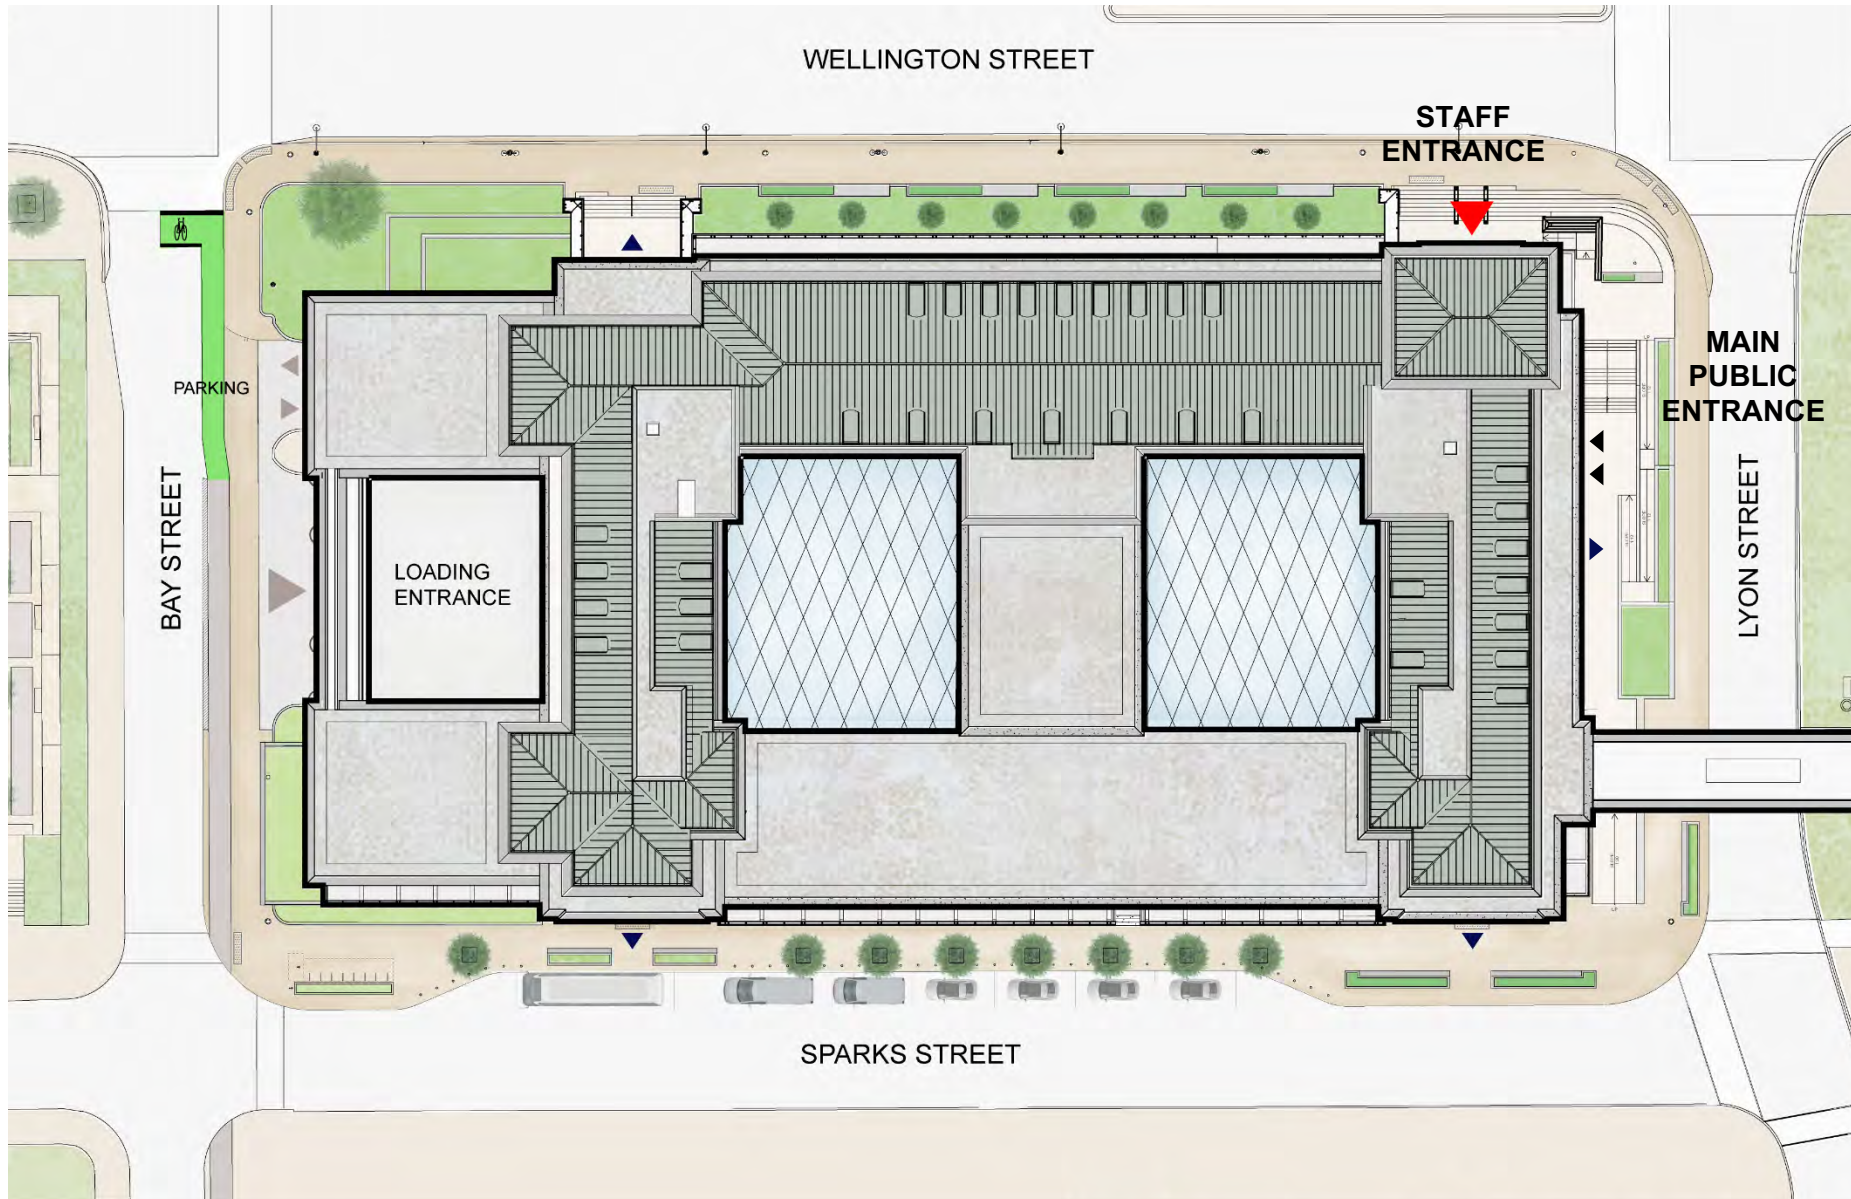 WELLINGTON STREET
STAFF
ENTRANCE
MAIN
PUBLIC
ENTRANCE
PARKING
LOADING
ENTRANCE
BAY STREET
LYON STREET
SPARKS STREET